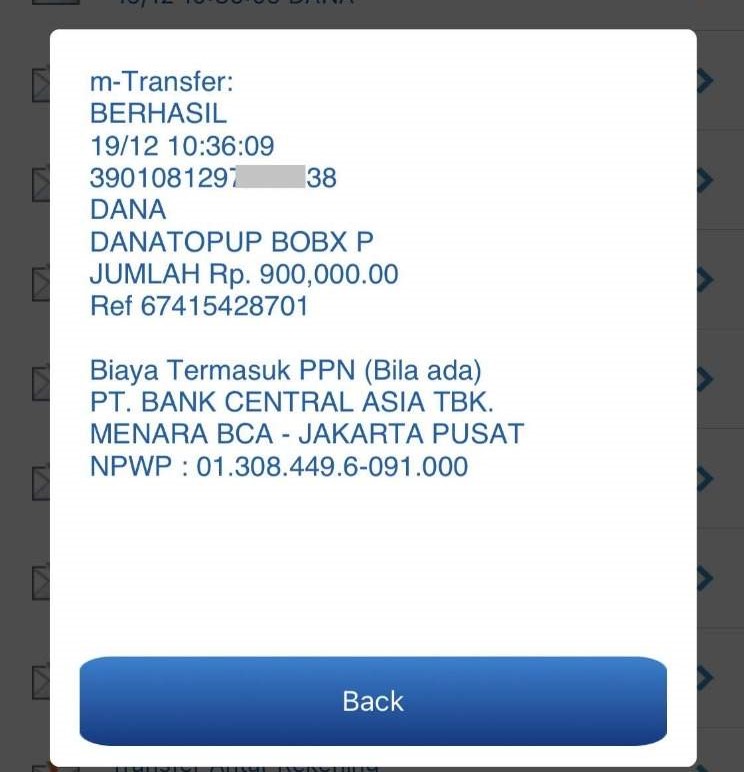 m-Transfer:
BERHASIL
19/12 10:36:09
390108129 38
DANA
DANATOPUP BOBX P
JUMLAH Rp. 900,000.00
Ref 67415428701
Biaya Termasuk PPN (Bila ada)
PT. BANK CENTRAL ASIA TBK.
MENARA BCA - JAKARTA PUSAT
NPWP : 01.308.449.6-091.000
Back